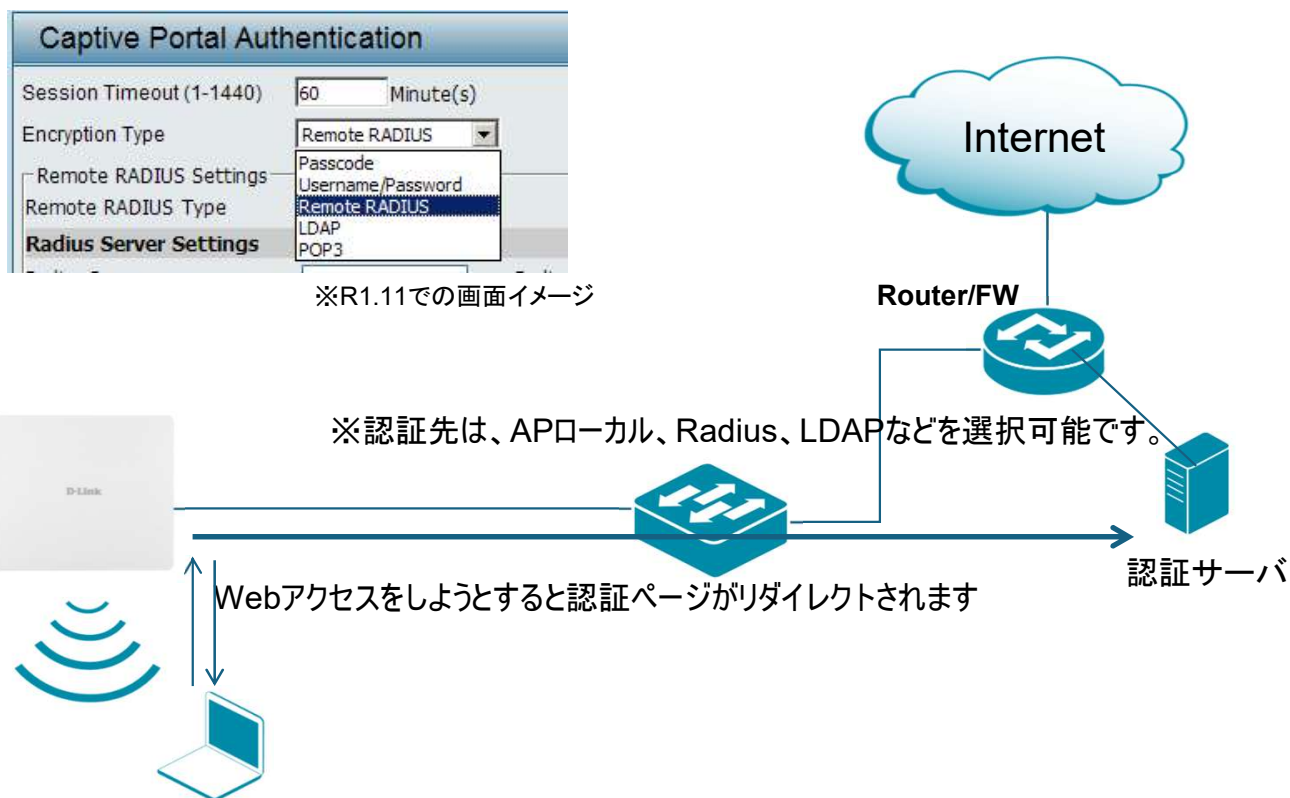 Captive Portal Authentication
Session Timeout (1-1440) 60 Minute(s)
Encryption Type Remote RADIUS
Passcode
Remote RADIUS Settings Username/Password
Remote RADIUS Type Remote RADIUS
LDAP
Radius Server Settings POP3
※R1.11での画面イメージ
Internet
Router/FW
※認証先は、APローカル、Radius、LDAPなどを選択可能です。
D-Link
認証サーバ
Webアクセスをしようとすると認証ページがリダイレクトされます